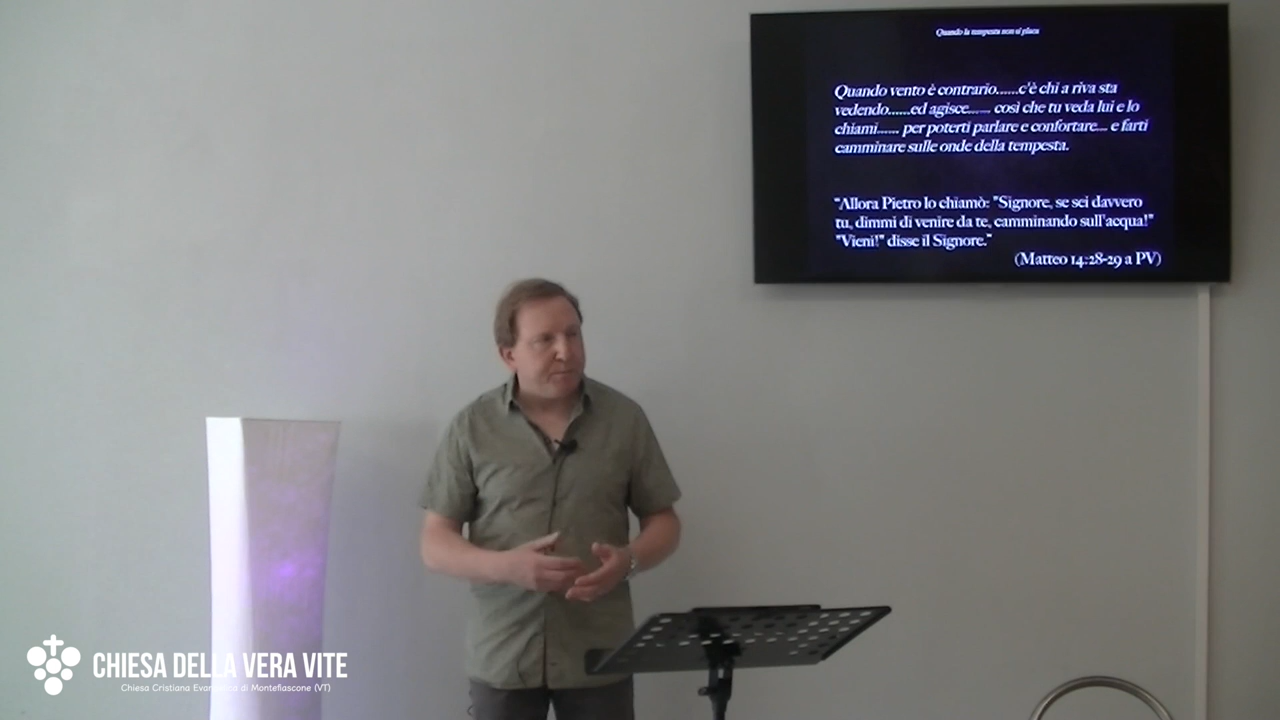 Quando la tempesta non si placa
Quando vento è contrario......c'è chi a riva sta
vedendo......ed agisce...... così che tu veda lui e lo
chiami...... per poterti parlare e confortare.... e farti
camminare sulle onde della tempesta.
"Allora Pietro lo chiamò: "Signore, se sei davvero
tu, dimmi di venire da te, camminando sull'acqua!"
"Vieni!" disse il Signore."
(Matteo 14:28-29 a PV)
CHIESA DELLA VERA VITE
Chiesa Cristiana Evangelica di Montefiascone (VT)